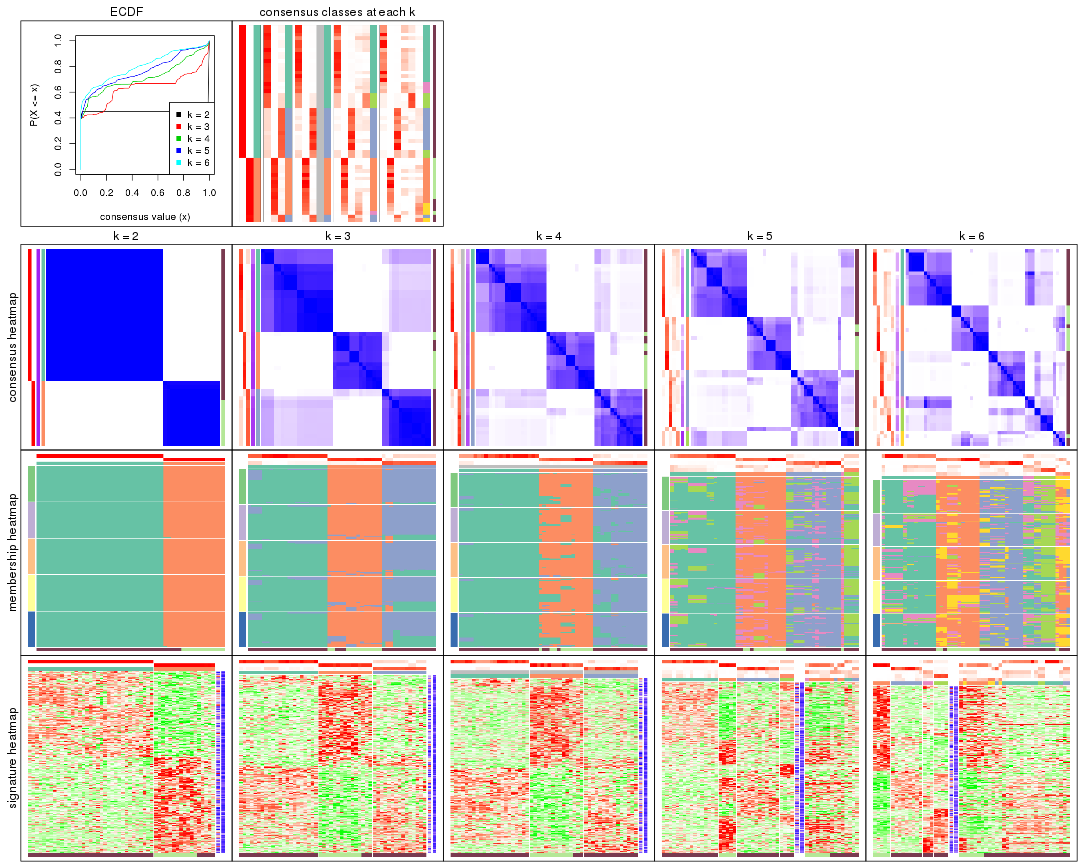 ECDF
consensus classes at each k
P(X <= x)
1.0
0.8
0.6
0.4
0.2
0.0
k = 2
k = 3
k = 4
k = 5
k = 6
0.0 0.2 0.4 0.6 0.8 1.0
consensus value (x)
k = 2
k = 3
k = 4
k = 5
k = 6
consensus heatmap
membership heatmap
signature heatmap